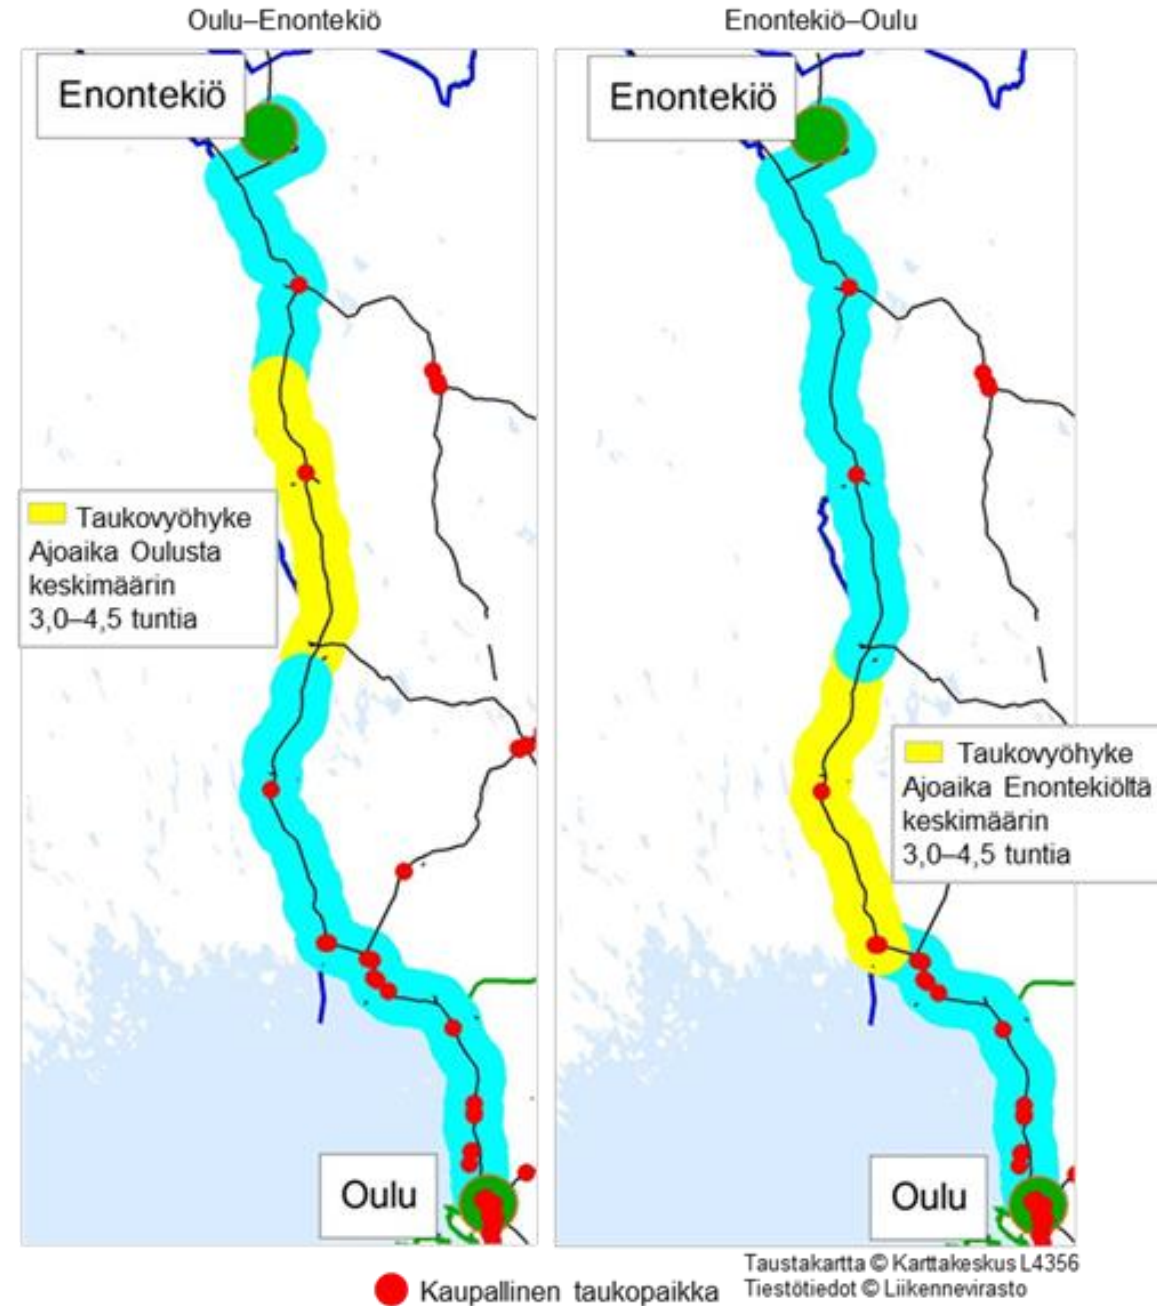 Oulu–Enontekiö
Enontekiö–Oulu
Enontekiö
Enontekiö
Taukovyöhyke
Ajoaika Oulusta
keskimäärin
3,0–4,5 tuntia
Taukovyöhyke
Ajoaika Enontekiöltä
keskimäärin
3,0–4,5 tuntia
Oulu
Oulu
Kaupallinen taukopaikka
Taustakartta © Karttakeskus L4356
Tiestötiedot © Liikennevirasto